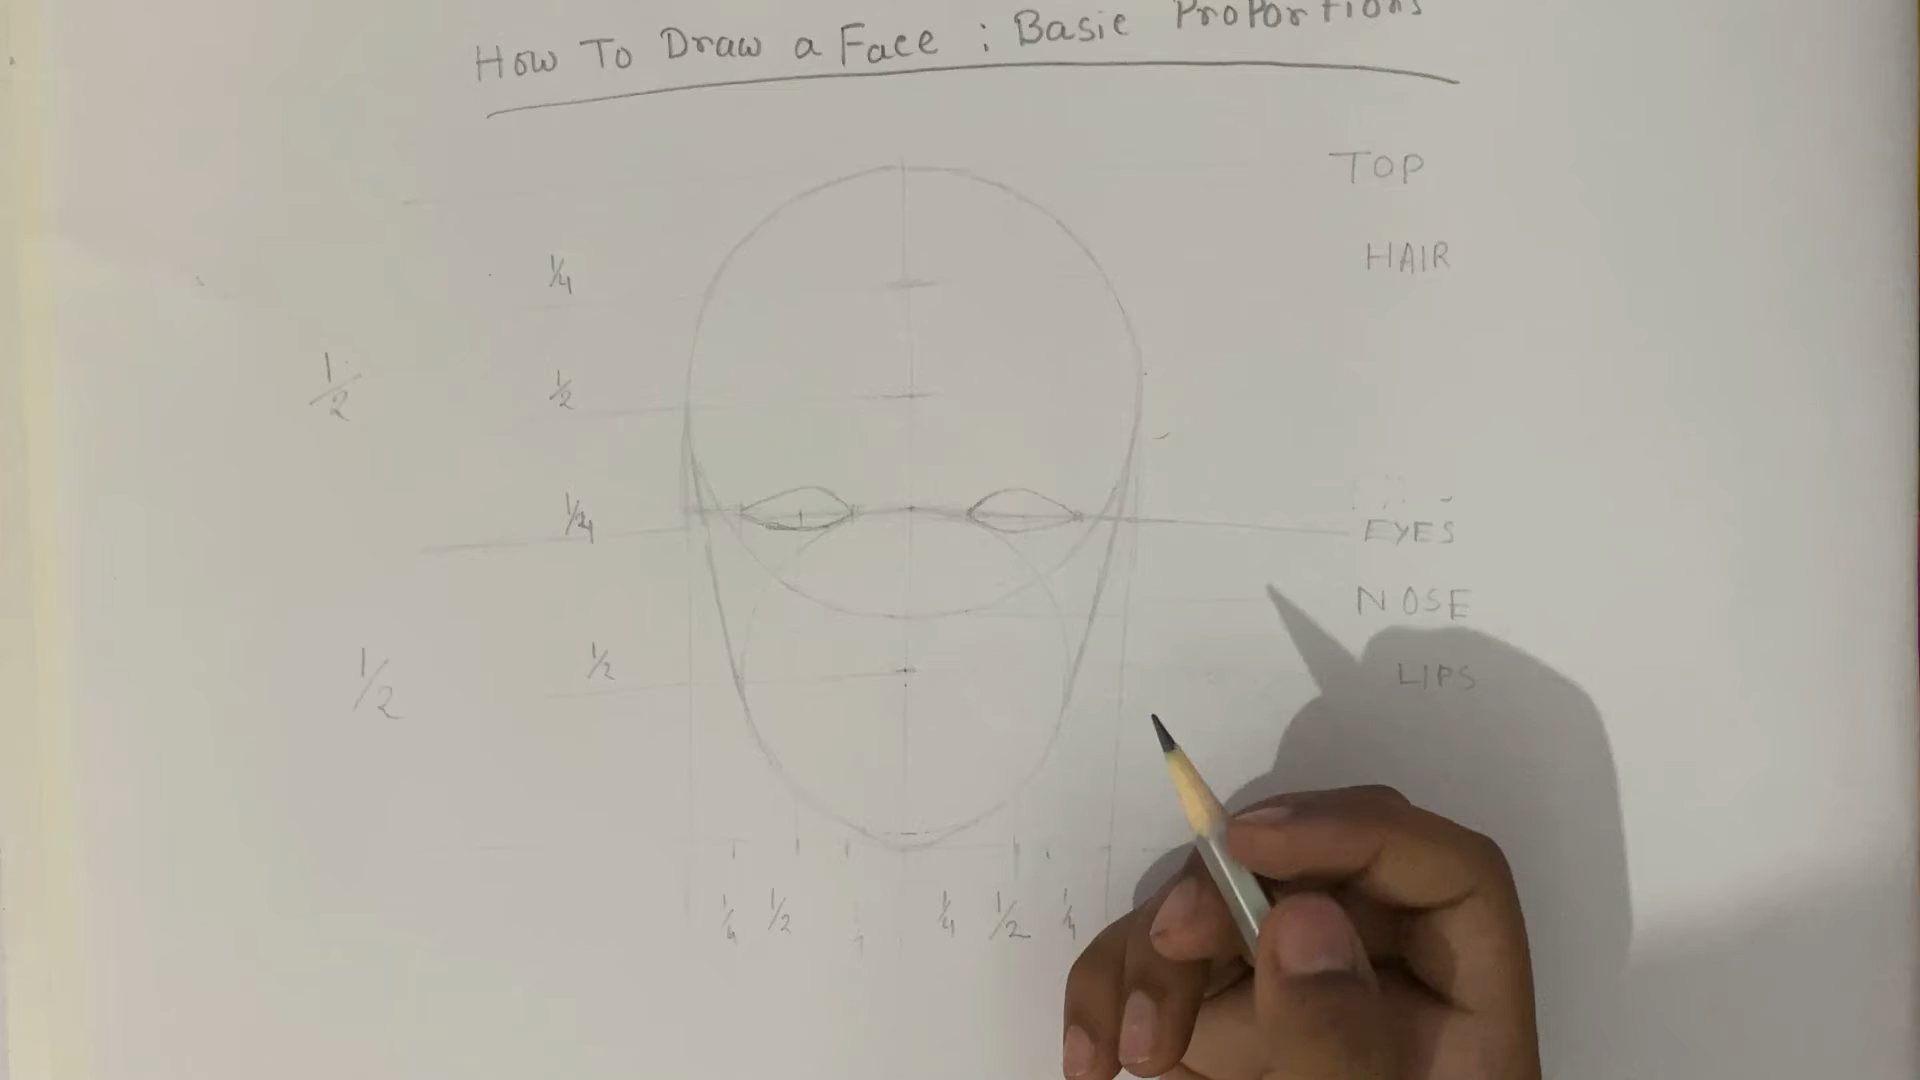 How To Draw a Face : Basic Proportions
TOP
HAIR
1/4
1/2
1/2
1/4
EYES
NOSE
1/2
1/2
LIPS
1/4 1/2 1/4 1/2 1/4